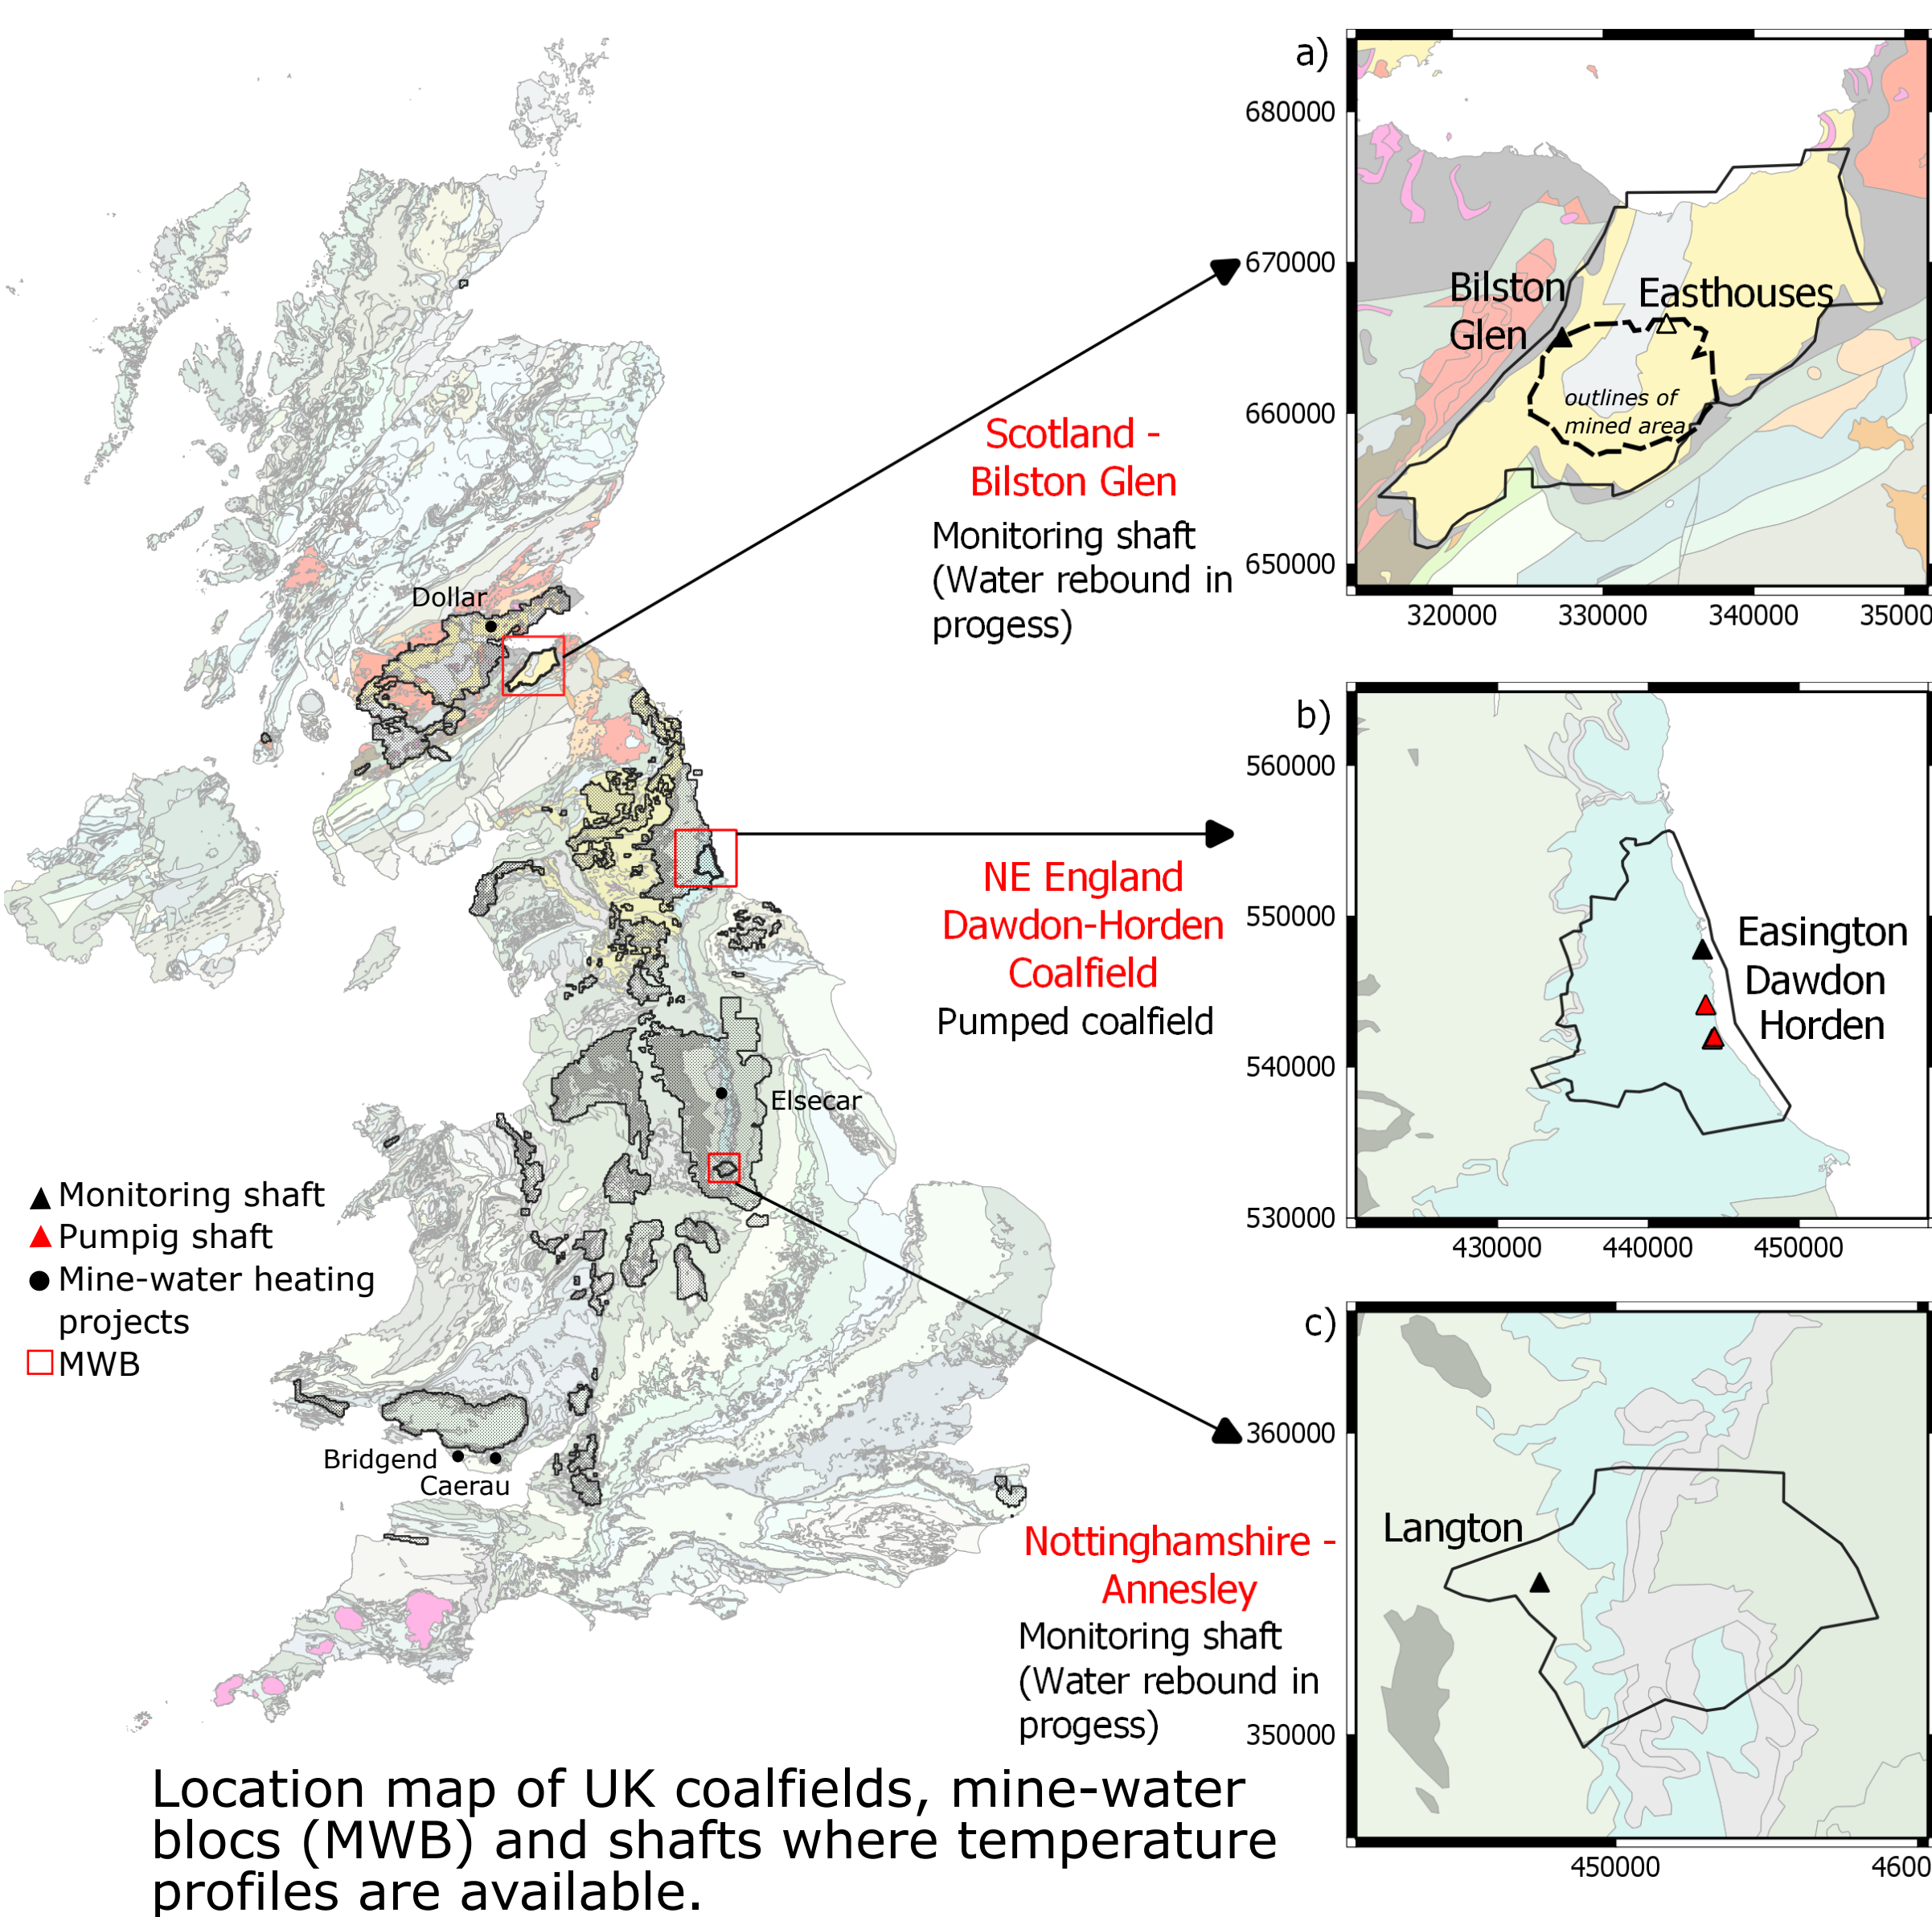 a)
680000
670000
660000
650000
320000
330000
340000
35000
Bilston
Glen
Easthouses
outlines of
mined area
Scotland -
Bilston Glen
Monitoring shaft
(Water rebound in
progess)
Dollar
b)
560000
550000
540000
530000
430000
440000
450000
Easington
Dawdon
Horden
NE England
Dawdon-Horden
Coalfield
Pumped coalfield
Elsecar
Monitoring shaft
Pumpig shaft
Mine-water heating
projects
MWB
Bridgend
Caerau
c)
360000
350000
450000
4600
Langton
Nottinghamshire -
Annesley
Monitoring shaft
(Water rebound in
progess)
Location map of UK coalfields, mine-water
blocs (MWB) and shafts where temperature
profiles are available.